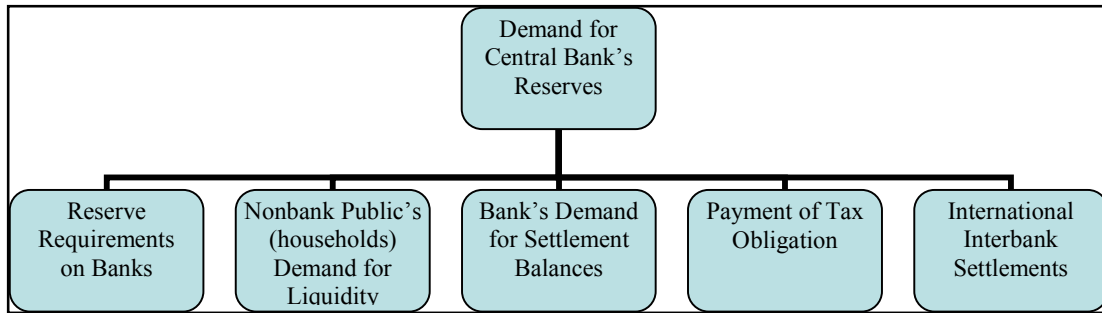 Demand for
Central Bank's
Reserves
Reserve
Requirements
on Banks
Nonbank Public's
(households)
Demand for
Liquidity
Bank's Demand
for Settlement
Balances
Payment of Tax
Obligation
International
Interbank
Settlements